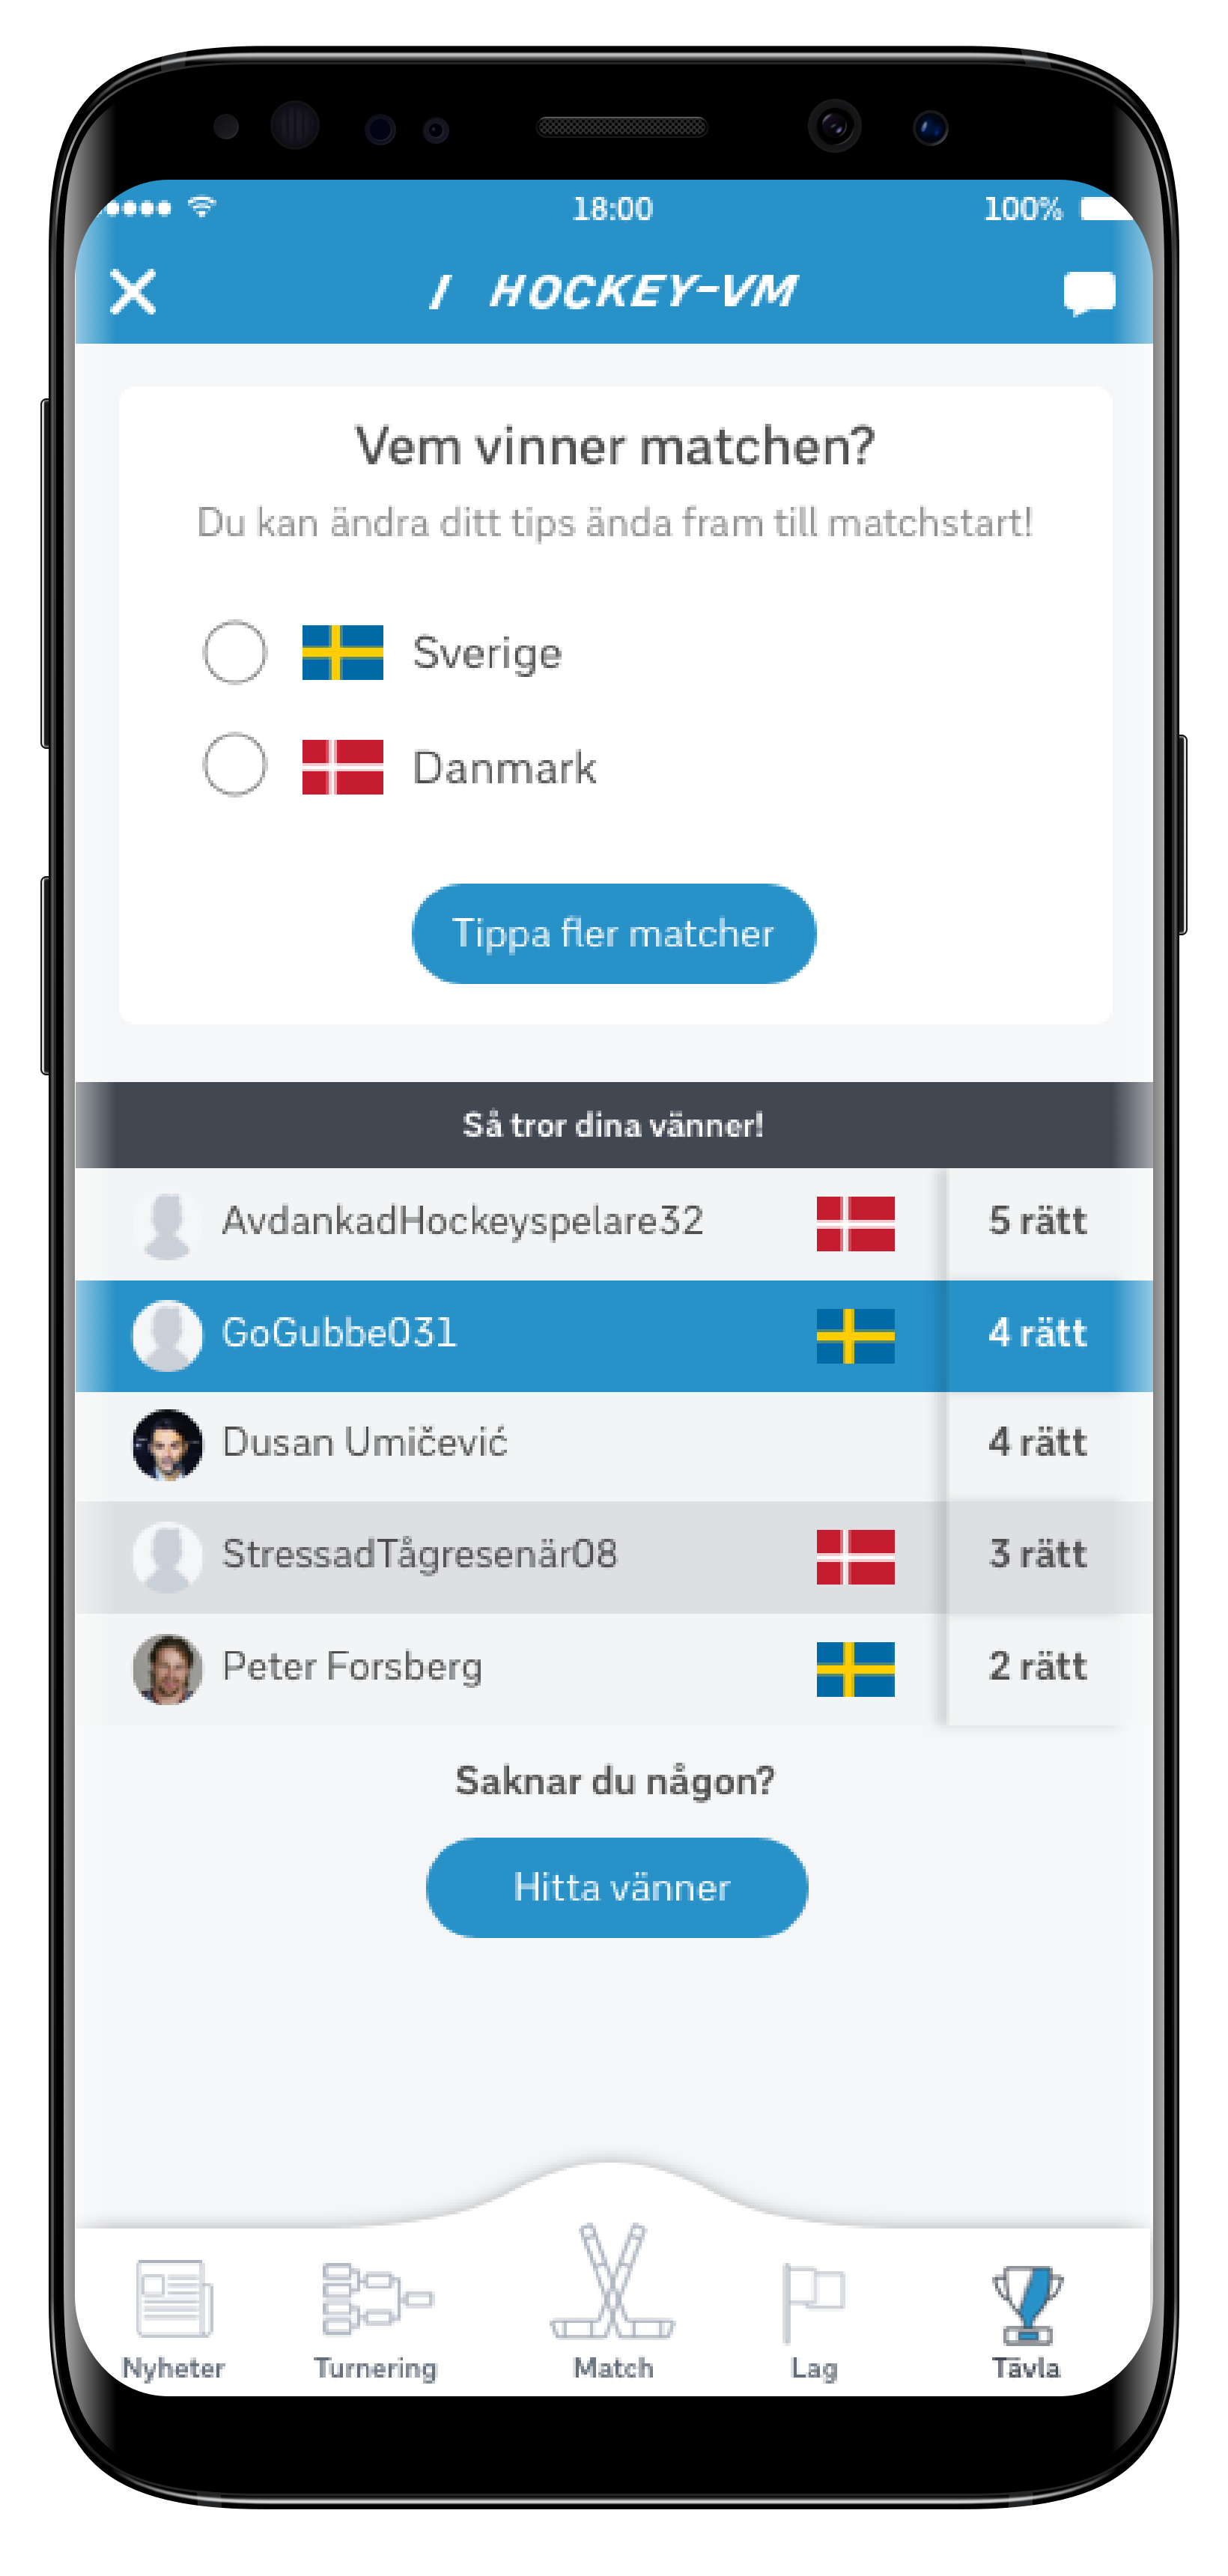 18:00 100%
I HOCKEY-VM
Vem vinner matchen?
Du kan ändra ditt tips ända fram till matchstart!
Sverige
Danmark
Tippa fler matcher
Så tror dina vänner!
AvdankadHockeyspelare32 5 rätt
GoGubbe031 4 rätt
Dusan Umičević 4 rätt
StressadTågresenär08 3 rätt
Peter Forsberg 2 rätt
Saknar du någon?
Hitta vänner
Nyheter Turnering Match Lag Tävla